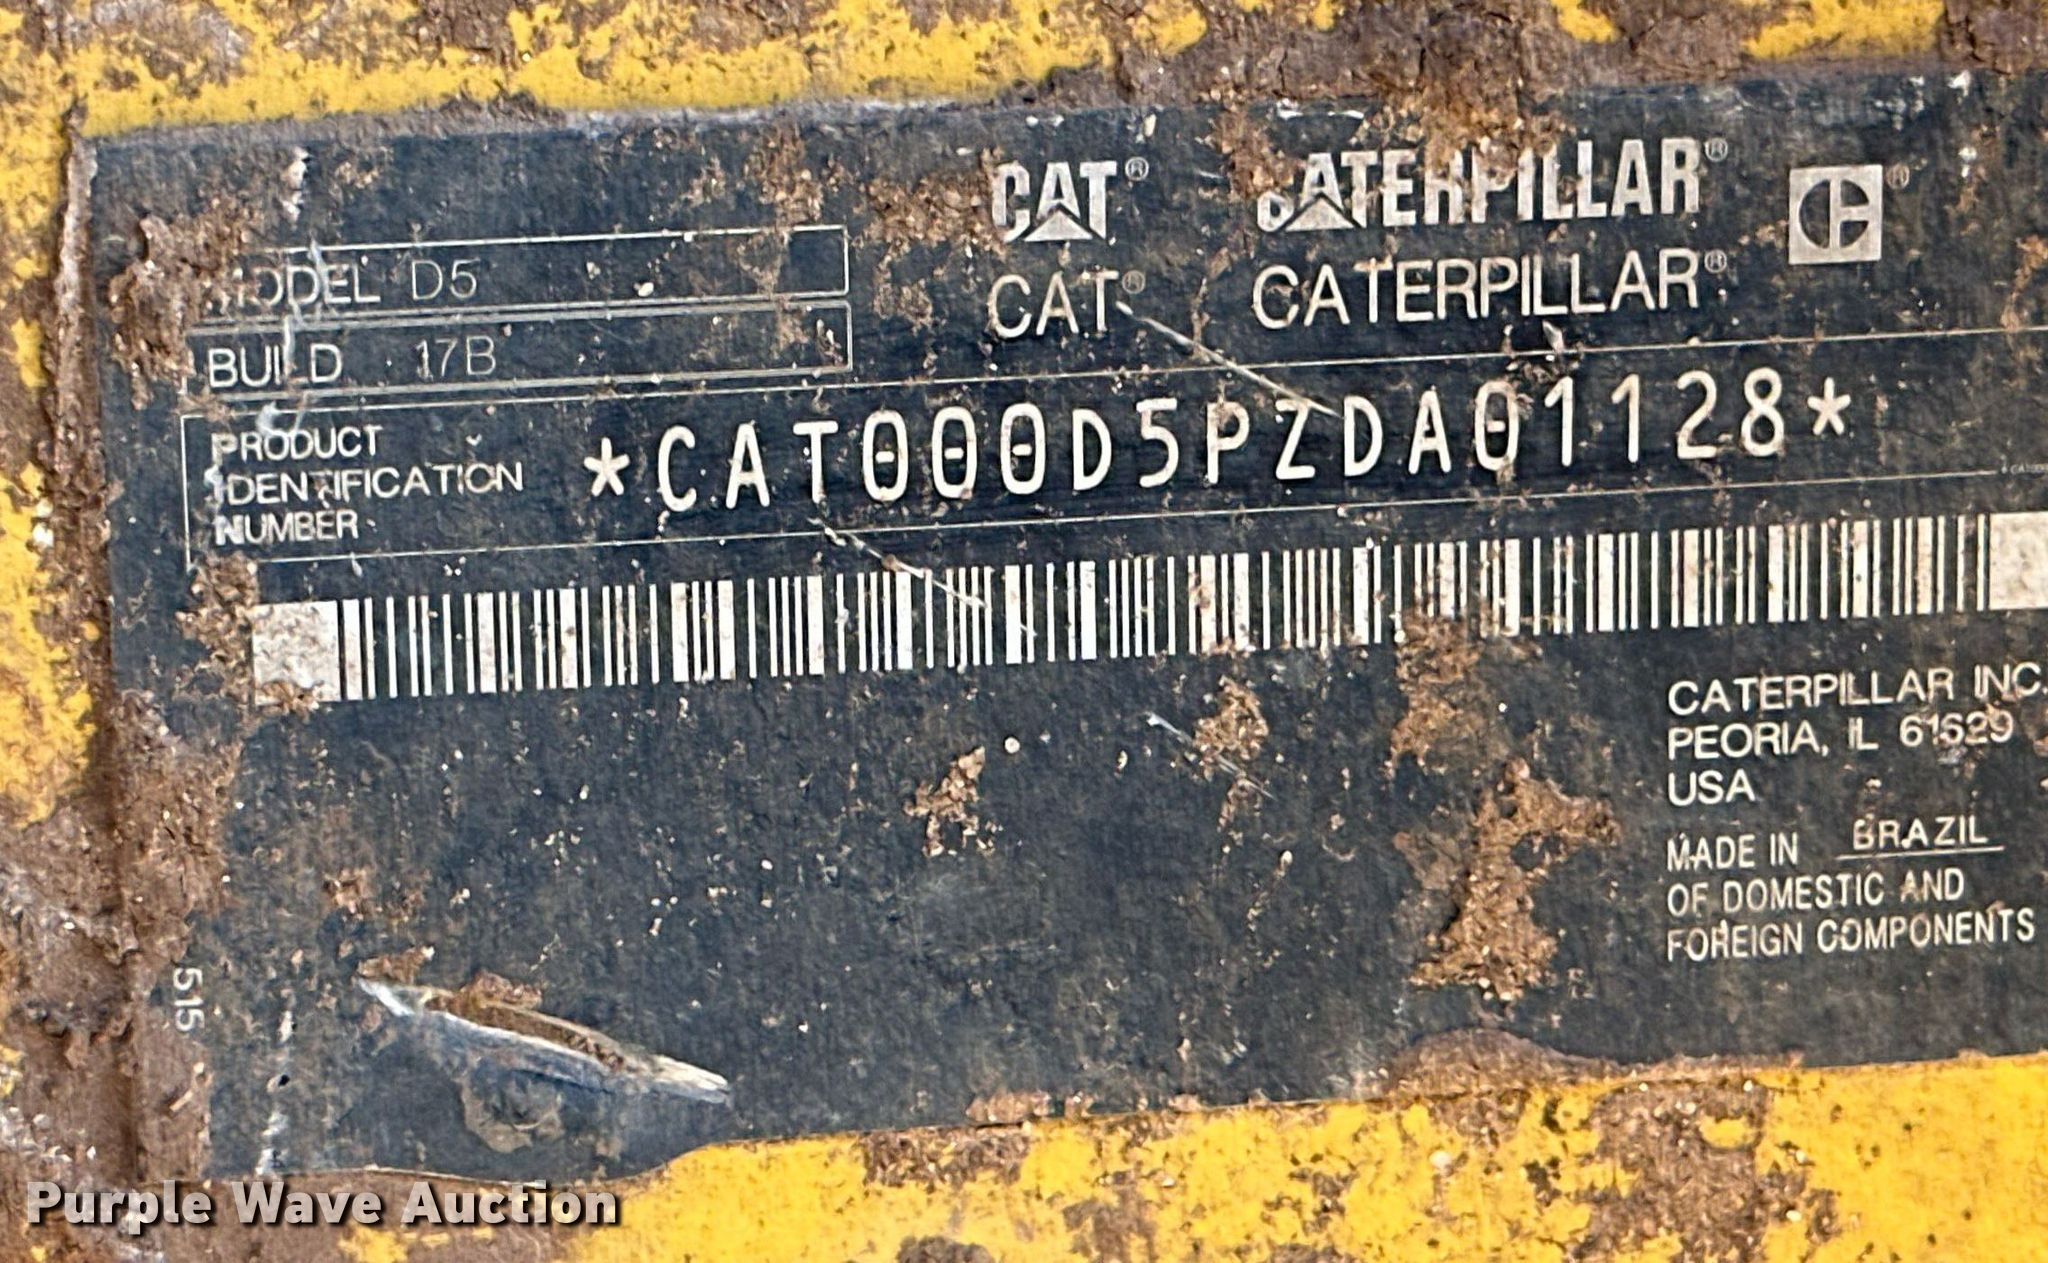 CAT® CATERPILLAR® ®
CAT® CATERPILLAR®
MODEL D5
BUILD 17B
PRODUCT
IDENTIFICATION
NUMBER
*CAT000D5PZDA01128*
CATERPILLAR INC.
PEORIA, IL 61629
USA
MADE IN BRAZIL
OF DOMESTIC AND
FOREIGN COMPONENTS
515
Purple Wave Auction